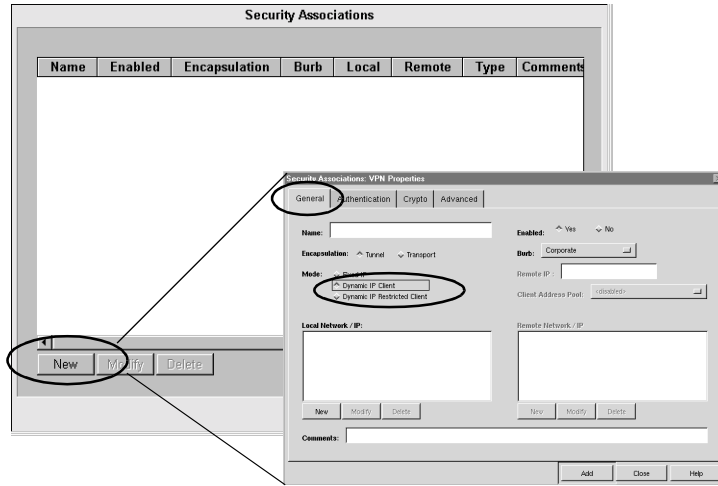 Security Associations
Name Enabled Encapsulation Burb Local Remote Type Comments
New Modify Delete
Security Associations: VPN Properties
General Authentication Crypto Advanced
Name:
Enabled: Yes No
Encapsulation: Tunnel Transport
Burb: Corporate
Mode: Fixed IP
Remote IP :
Dynamic IP Client
Dynamic IP Restricted Client
Client Address Pool: <disabled>
Local Network / IP:
Remote Network / IP
New Modify Delete
New Modify Delete
Comments:
Add Close Help